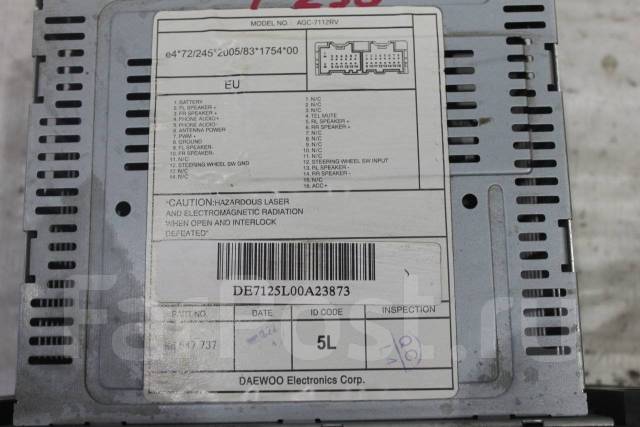 MODEL NO. : AGC-7112RV
e4*72/245*2005/83*1754*00
EU
1. BATTERY
2. FL SPEAKER +
3. FR SPEAKER +
4. PHONE AUDIO+
5. PHONE AUDIO-
6. ANTENNA POWER
7. PWM +
8. GROUND
9. FL SPEAKER-
10. FR SPEAKER-
11. N/C
12. STEERING WHEEL SW GND
13. N/C
14. N/C
1. N/C
2. N/C
3. N/C
4. TEL MUTE
5. RL SPEAKER +
6. RR SPEAKER +
7. N/C
8. N/C
9. N/C
10. N/C
11. N/C
12. STEERING WHEEL SW INPUT
13. RL SPEAKER -
14. RR SPEAKER -
15. N/C
16. ACC+
"CAUTION:HAZARDOUS LASER
AND ELECTROMAGNETIC RADIATION
WHEN OPEN AND INTERLOCK
DEFEATED"
DE7125L00A23873
PART NO. DATE ID CODE INSPECTION
737 5L
DAEWOO Electronics Corp.